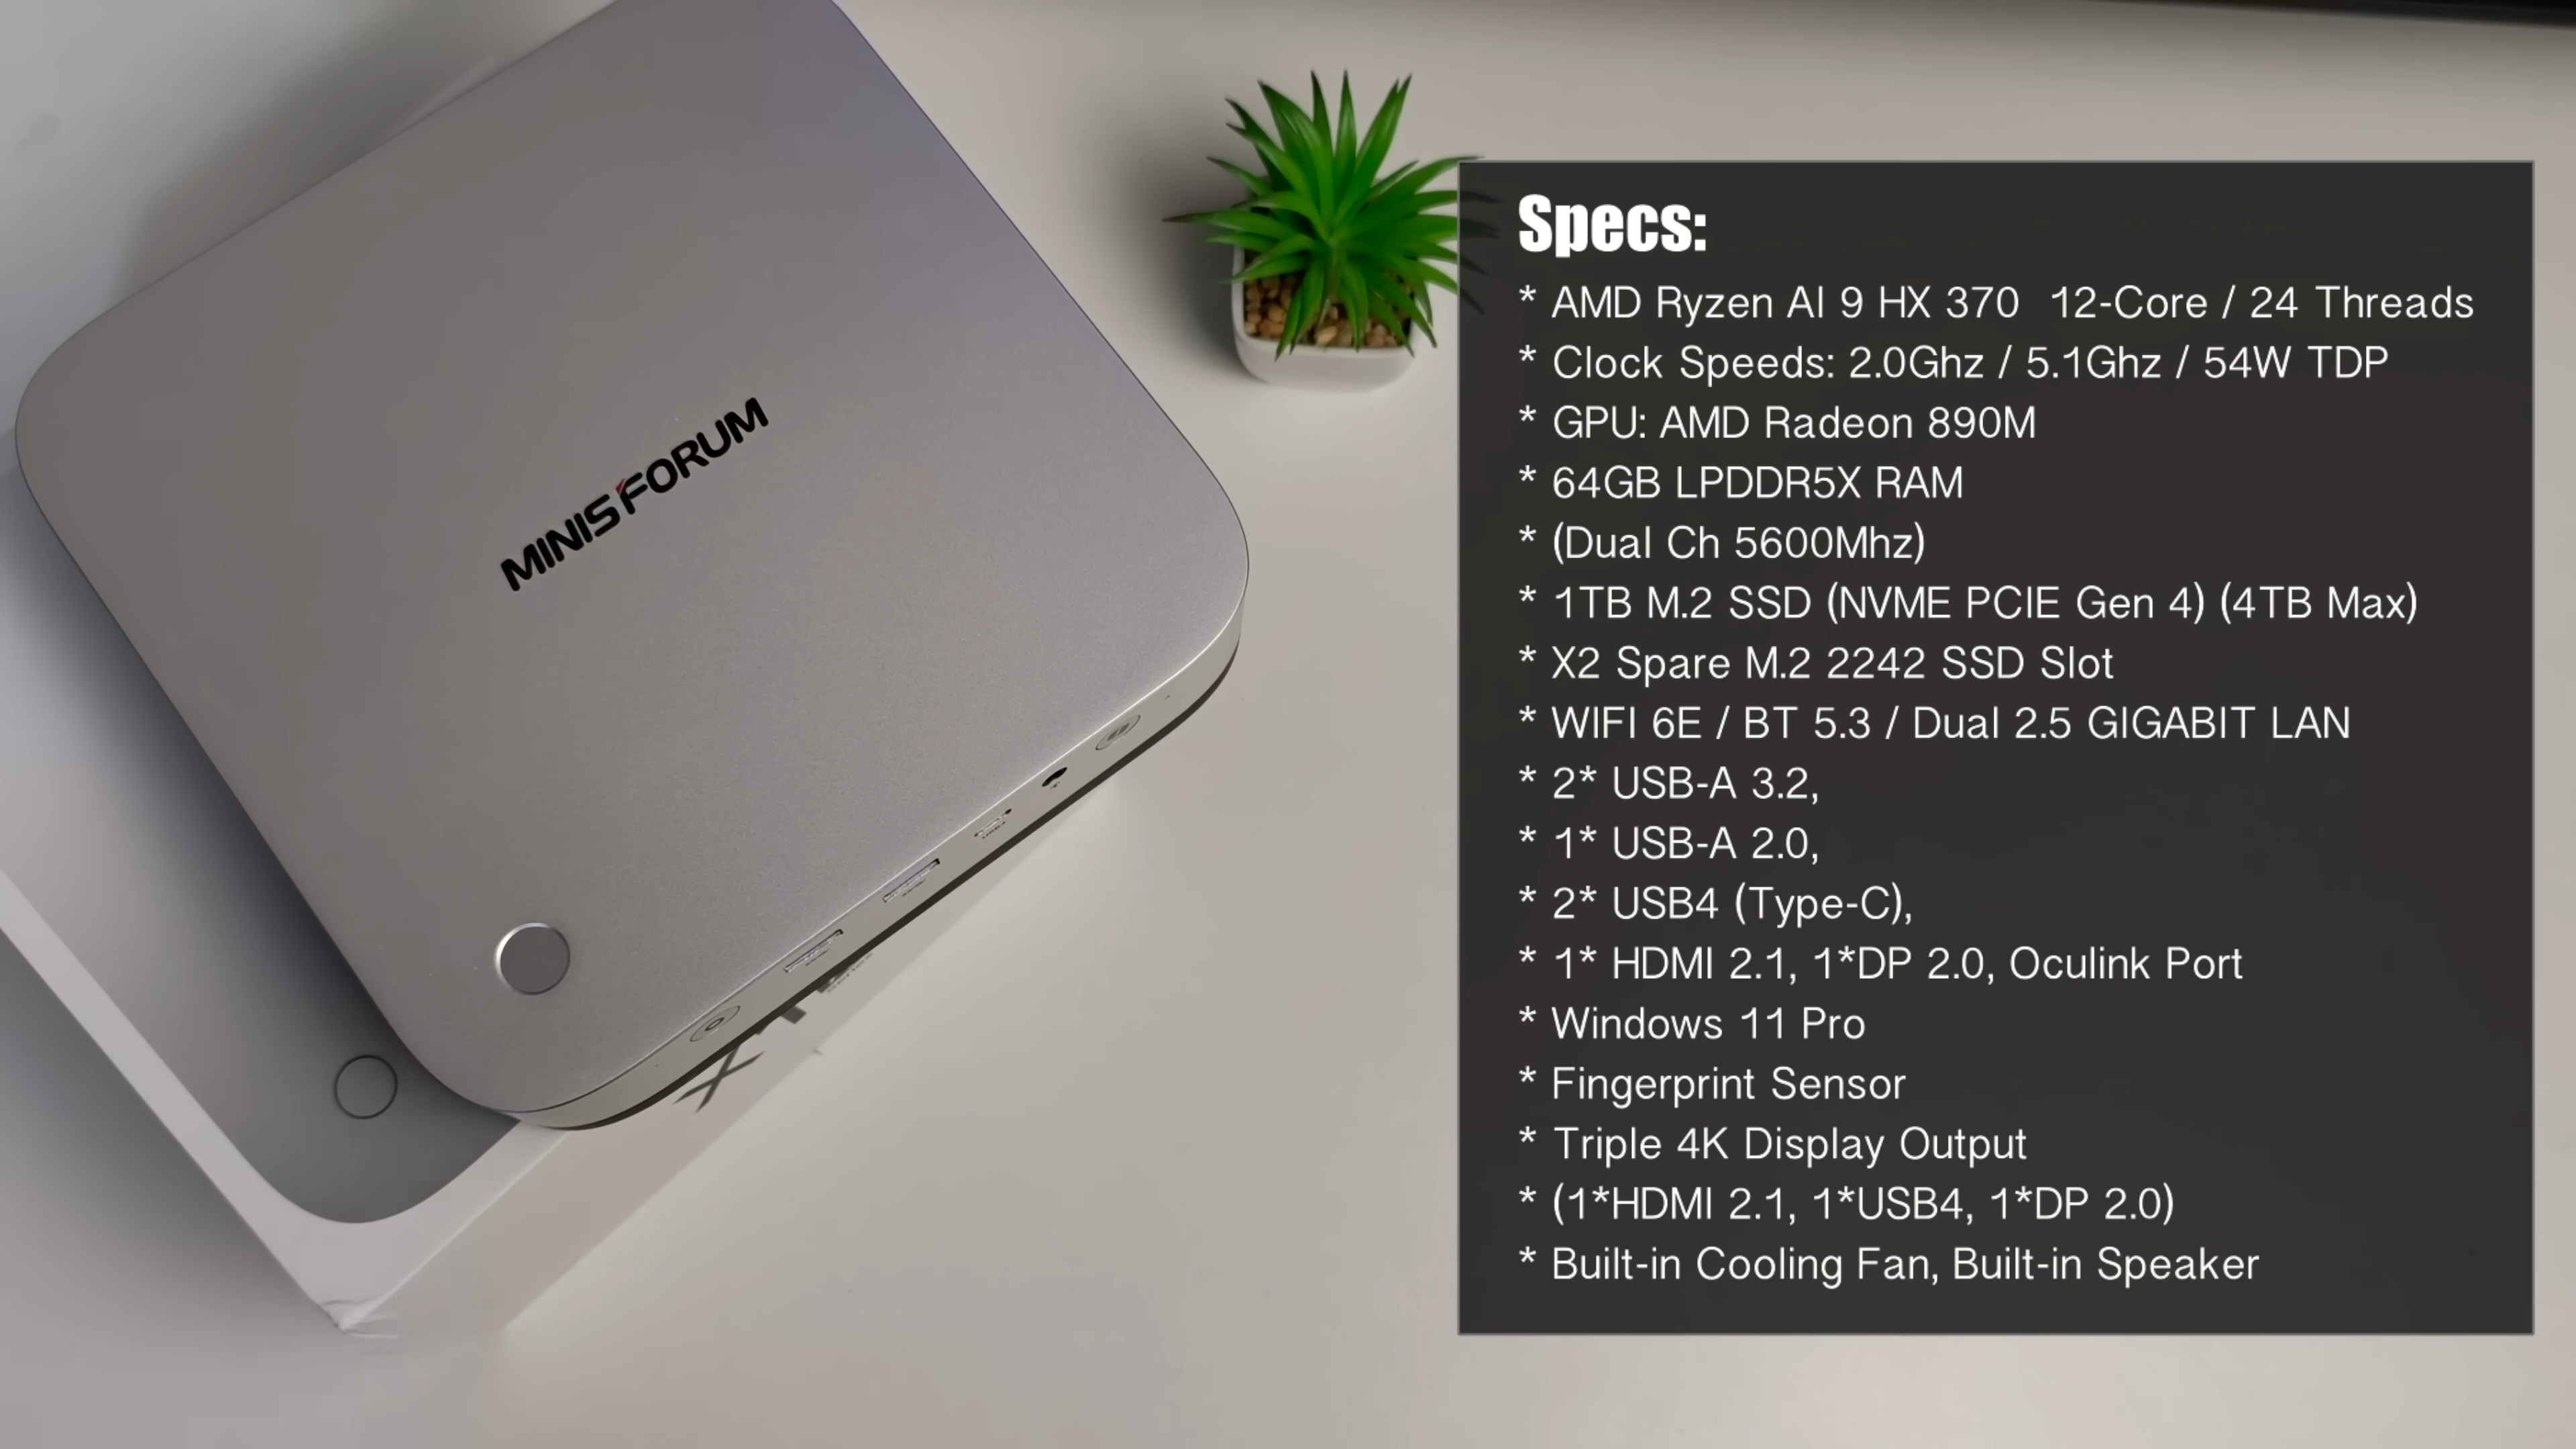 MINISFORUM
Specs:
* AMD Ryzen AI 9 HX 370 12-Core / 24 Threads
* Clock Speeds: 2.0Ghz / 5.1Ghz / 54W TDP
* GPU: AMD Radeon 890M
* 64GB LPDDR5X RAM
* (Dual Ch 5600Mhz)
* 1TB M.2 SSD (NVME PCIE Gen 4) (4TB Max)
* X2 Spare M.2 2242 SSD Slot
* WIFI 6E / BT 5.3 / Dual 2.5 GIGABIT LAN
* 2* USB-A 3.2,
* 1* USB-A 2.0,
* 2* USB4 (Type-C),
* 1* HDMI 2.1, 1*DP 2.0, Oculink Port
* Windows 11 Pro
* Fingerprint Sensor
* Triple 4K Display Output
* (1*HDMI 2.1, 1*USB4, 1*DP 2.0)
* Built-in Cooling Fan, Built-in Speaker